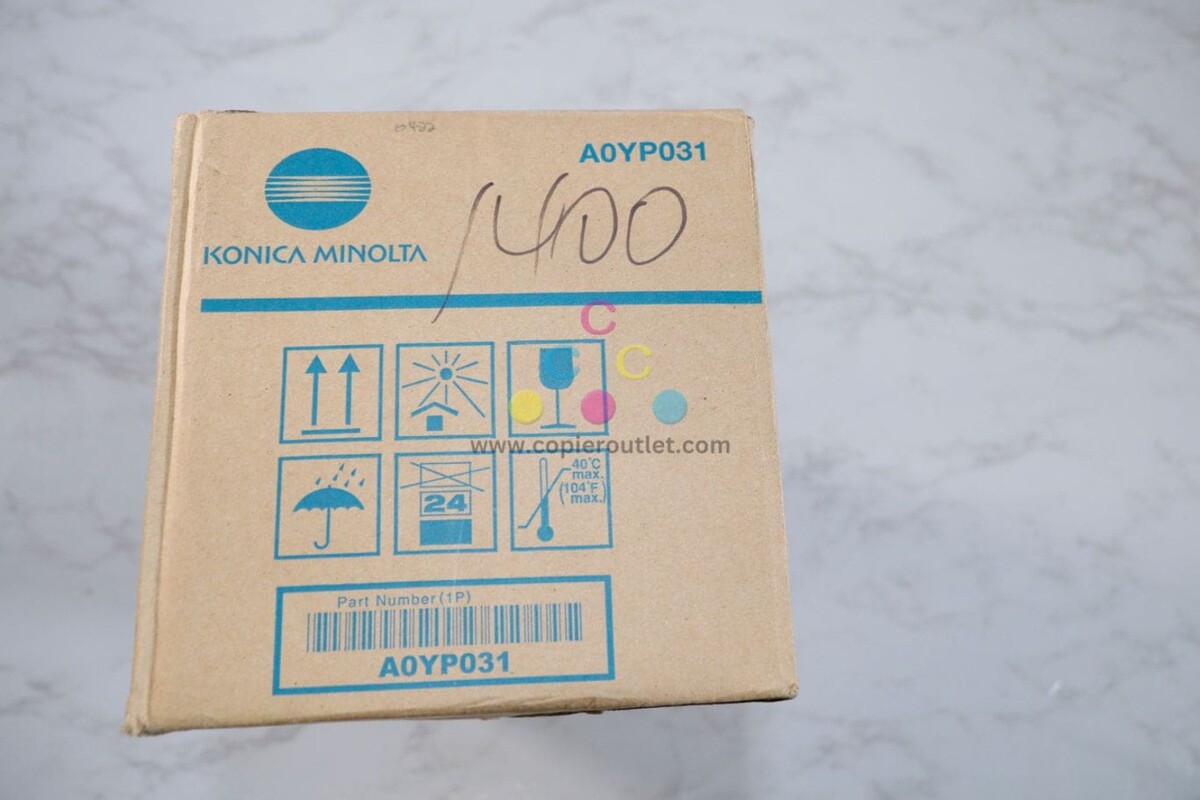 A0YP031
1400
KONICA MINOLTA
C
C
C
www.copieroutlet.com
24
40°C
max.
(104°F
max.)
Part Number(1P)
A0YP031